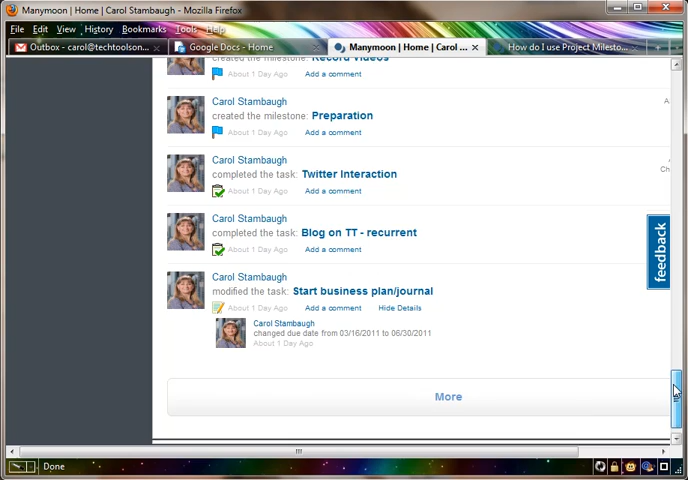 Manymoon | Home | Carol Stambaugh - Mozilla Firefox
File Edit View History Bookmarks Tools Help
Outbox - carol@techtoolson... Google Docs - Home Manymoon | Home | Carol ... How do I use Project Milesto...
created the milestone: Record Videos
About 1 Day Ago Add a comment
Carol Stambaugh
created the milestone: Preparation
About 1 Day Ago Add a comment
Carol Stambaugh
completed the task: Twitter Interaction
About 1 Day Ago Add a comment
Carol Stambaugh
completed the task: Blog on TT - recurrent
About 1 Day Ago Add a comment
Carol Stambaugh
modified the task: Start business plan/journal
About 1 Day Ago Add a comment Hide Details
Carol Stambaugh
changed due date from 03/16/2011 to 06/30/2011
About 1 Day Ago
More
feedback
Done